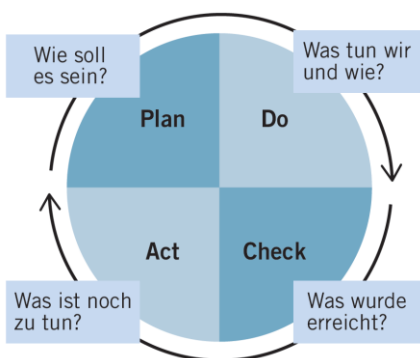 Wie soll
es sein?
Was tun wir
und wie?
Plan
Do
Act
Check
Was ist noch
zu tun?
Was wurde
erreicht?